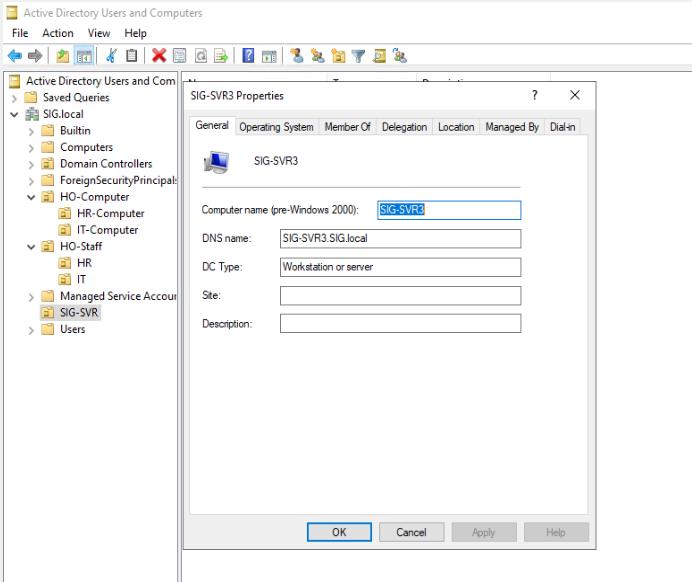 Active Directory Users and Computers
File Action View Help
Active Directory Users and Com
Saved Queries
SIG.local
Builtin
Computers
Domain Controllers
ForeignSecurityPrincipals
HO-Computer
HR-Computer
IT-Computer
HO-Staff
HR
IT
Managed Service Accour
SIG-SVR
Users
SIG-SVR3 Properties
?
General Operating System Member Of Delegation Location Managed By Dial-in
SIG-SVR3
Computer name (pre-Windows 2000): SIG-SVR3
DNS name: SIG-SVR3.SIG.local
DC Type: Workstation or server
Site:
Description:
OK Cancel Apply Help